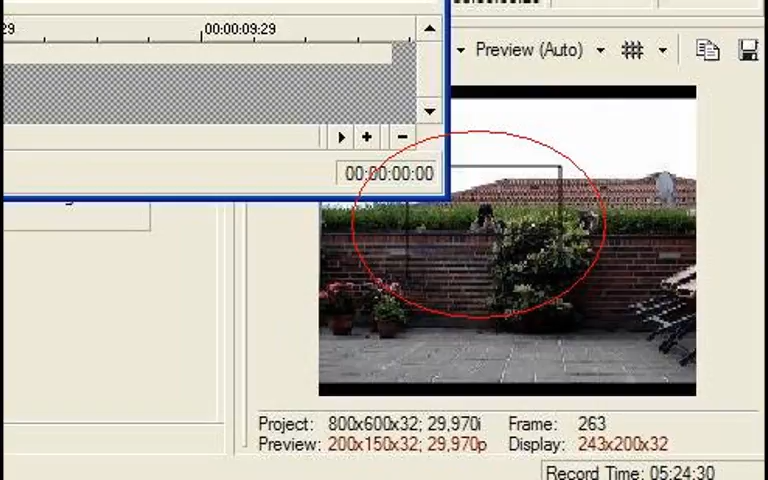 29
00:00:09:29
Preview (Auto)
00:00:00:00
Project: 800x600x32; 29,970i Frame: 263
Preview: 200x150x32; 29,970p Display: 243x200x32
Record Time: 05:24:30